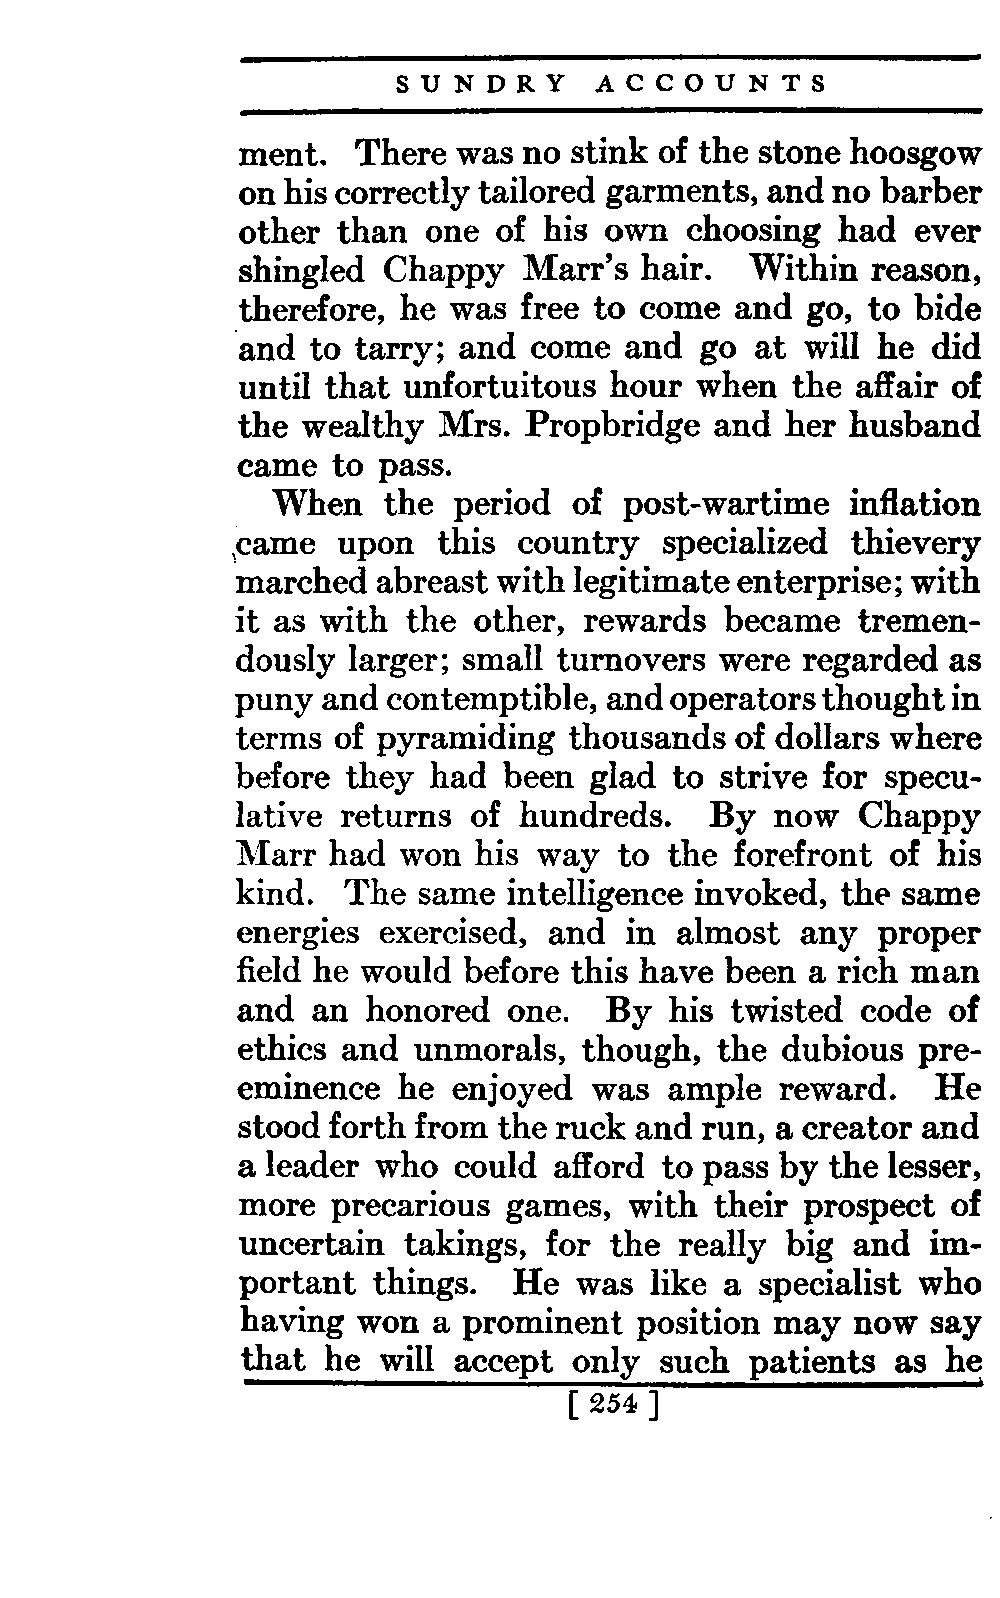 SUNDRY ACCOUNTS
ment. There was no stink of the stone hoosgow
on his correctly tailored garments, and no barber
other than one of his own choosing had ever
shingled Chappy Marr's hair. Within reason,
therefore, he was free to come and go, to bide
and to tarry; and come and go at will he did
until that unfortuitous hour when the affair of
the wealthy Mrs. Propbridge and her husband
came to pass.
When the period of post-wartime inflation
came upon this country specialized thievery
marched abreast with legitimate enterprise; with
it as with the other, rewards became tremen-
dously larger; small turnovers were regarded as
puny and contemptible, and operators thought in
terms of pyramiding thousands of dollars where
before they had been glad to strive for specu-
lative returns of hundreds. By now Chappy
Marr had won his way to the forefront of his
kind. The same intelligence invoked, the same
energies exercised, and in almost any proper
field he would before this have been a rich man
and an honored one. By his twisted code of
ethics and unmorals, though, the dubious pre-
eminence he enjoyed was ample reward. He
stood forth from the ruck and run, a creator and
a leader who could afford to pass by the lesser,
more precarious games, with their prospect of
uncertain takings, for the really big and im-
portant things. He was like a specialist who
having won a prominent position may now say
that he will accept only such patients as he
[ 254 ]